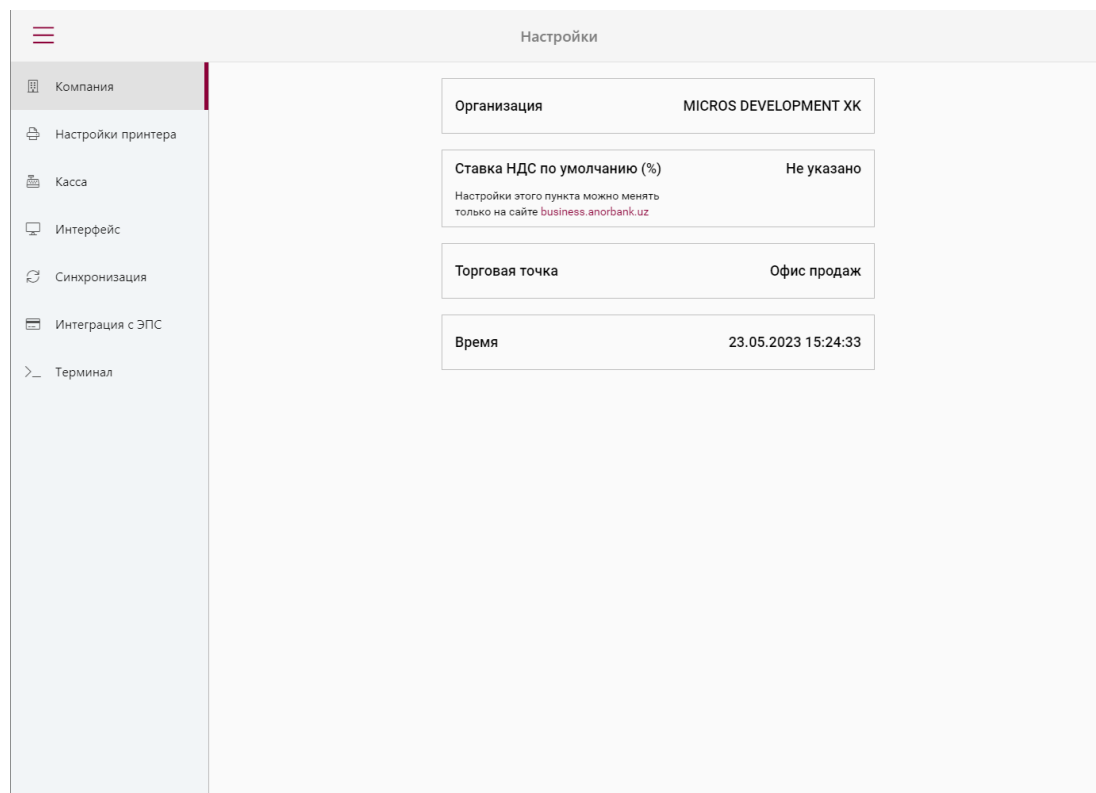 Настройки
Компания
Настройки принтера
Касса
Интерфейс
Синхронизация
Интеграция с ЭПС
>_ Терминал
Организация MICROS DEVELOPMENT XK
Ставка НДС по умолчанию (%) Не указано
Настройки этого пункта можно менять
только на сайте business.anorbank.uz
Торговая точка Офис продаж
Время 23.05.2023 15:24:33